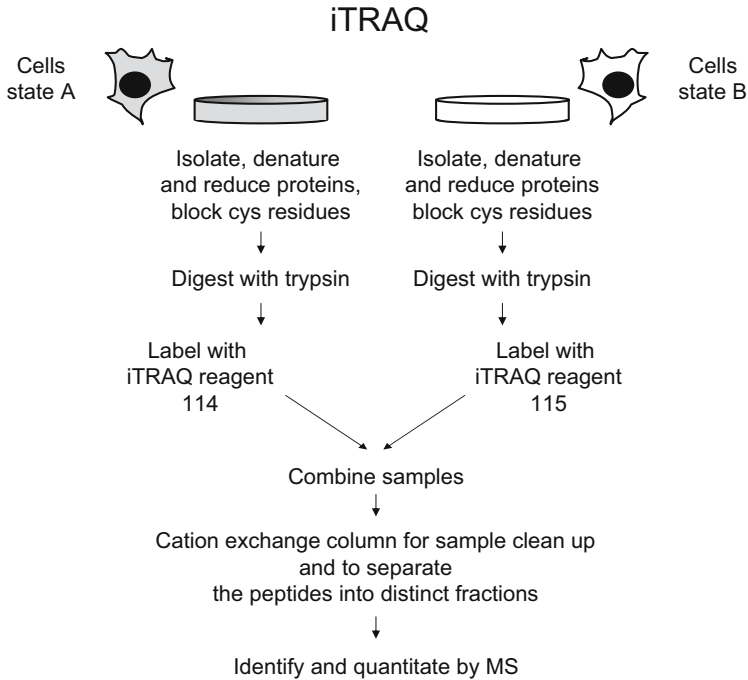 iTRAQ
Cells
state A
Cells
state B
Isolate, denature
and reduce proteins,
block cys residues
Isolate, denature
and reduce proteins
block cys residues
Digest with trypsin
Digest with trypsin
Label with
iTRAQ reagent
114
Label with
iTRAQ reagent
115
Combine samples
Cation exchange column for sample clean up
and to separate
the peptides into distinct fractions
Identify and quantitate by MS